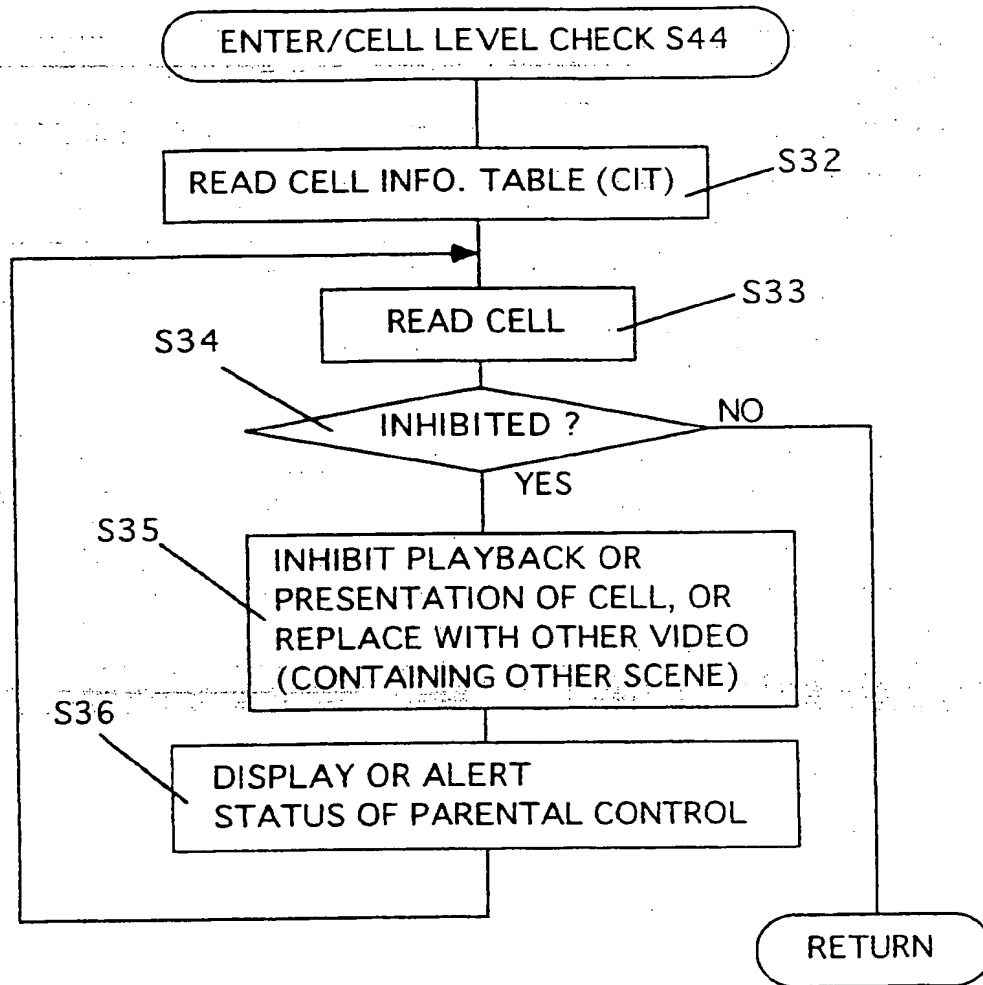 ENTER/CELL LEVEL CHECK S44
READ CELL INFO. TABLE (CIT)
S32
READ CELL
S33
S34
INHIBITED ?
NO
YES
S35
INHIBIT PLAYBACK OR
PRESENTATION OF CELL, OR
REPLACE WITH OTHER VIDEO
(CONTAINING OTHER SCENE)
S36
DISPLAY OR ALERT
STATUS OF PARENTAL CONTROL
RETURN